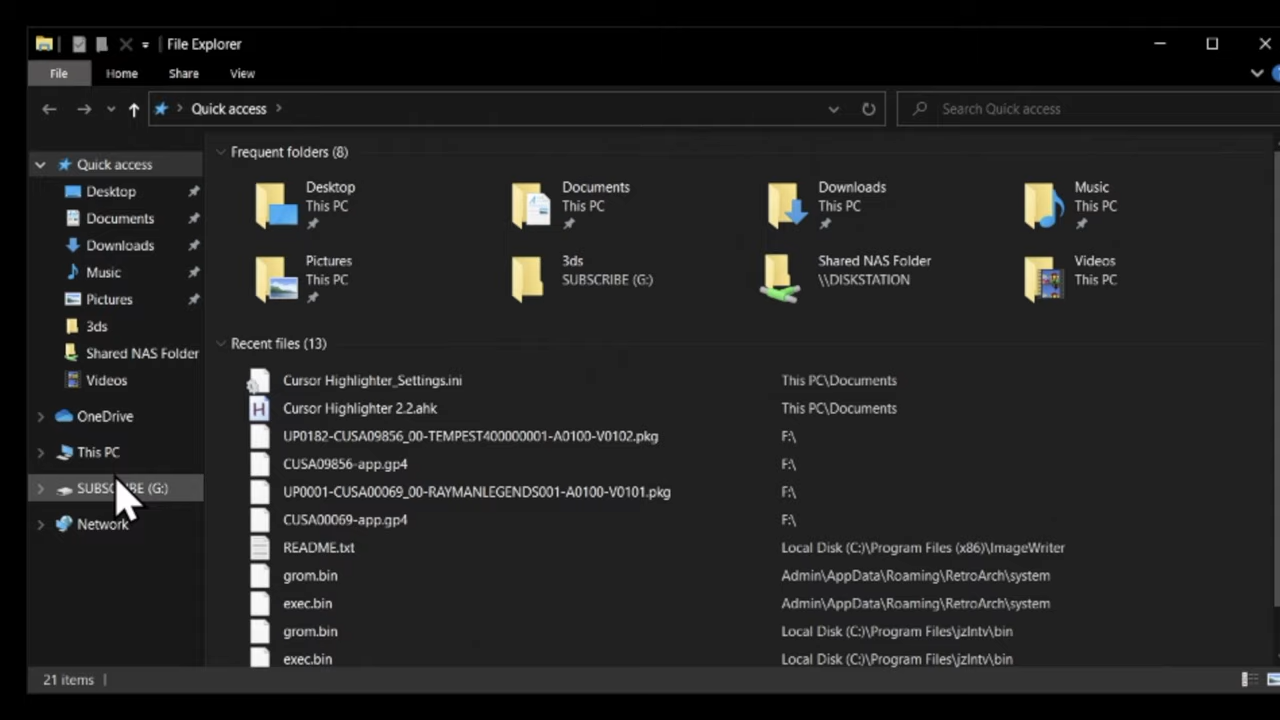 File Explorer
File Home Share View
Quick access
Search Quick access
Quick access
Desktop
Documents
Downloads
Music
Pictures
3ds
Shared NAS Folder
Videos
OneDrive
This PC
SUBSCRIBE (G:)
Network
Frequent folders (8)
Desktop
This PC
Documents
This PC
Downloads
This PC
Music
This PC
Pictures
This PC
3ds
SUBSCRIBE (G:)
Shared NAS Folder
\\DISKSTATION
Videos
This PC
Recent files (13)
Cursor Highlighter_Settings.ini This PC\Documents
Cursor Highlighter 2.2.ahk This PC\Documents
UP0182-CUSA09856_00-TEMPEST400000001-A0100-V0102.pkg F:\
CUSA09856-app.gp4 F:\
UP0001-CUSA00069_00-RAYMANLEGENDS001-A0100-V0101.pkg F:\
CUSA00069-app.gp4 F:\
README.txt Local Disk (C:)\Program Files (x86)\ImageWriter
grom.bin Admin\AppData\Roaming\RetroArch\system
exec.bin Admin\AppData\Roaming\RetroArch\system
grom.bin Local Disk (C:)\Program Files\jzIntv\bin
exec.bin Local Disk (C:)\Program Files\jzIntv\bin
21 items